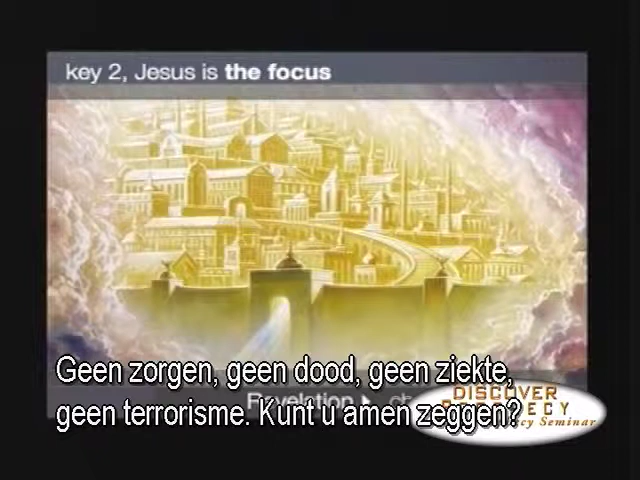 key 2, Jesus is the focus
Geen zorgen, geen dood, geen ziekte,
geen terrorisme. Kunt u amen zeggen?
Revelation
DISCOVER
Seminar